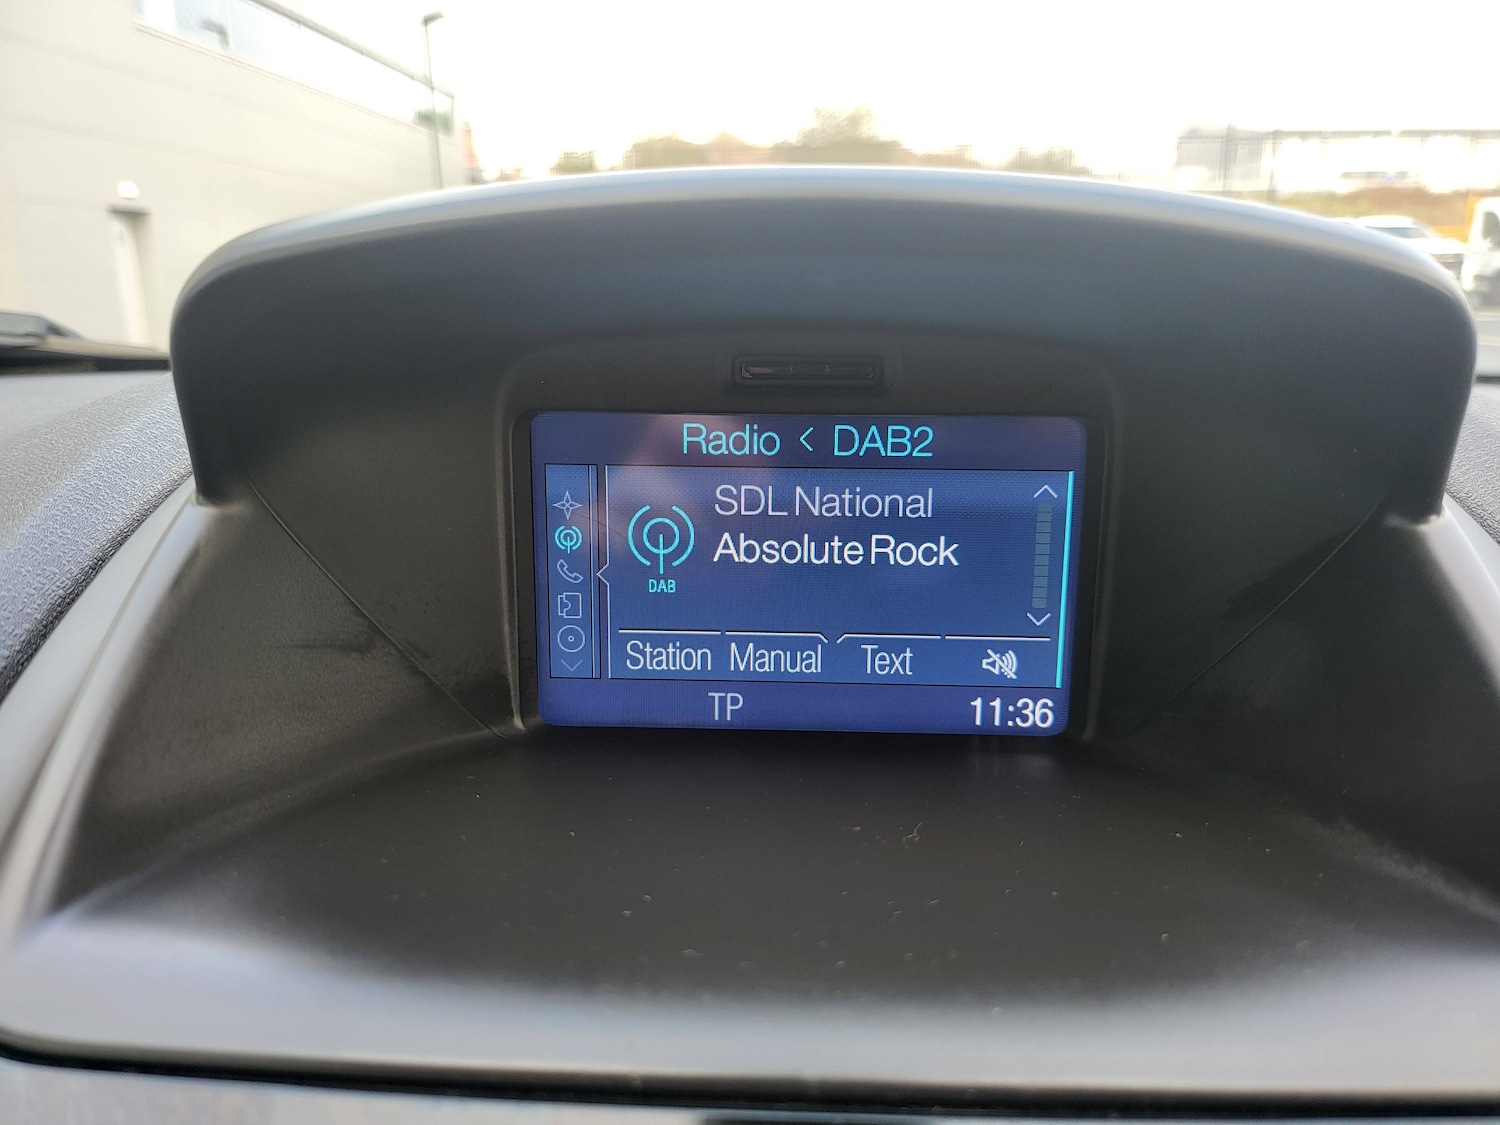 Radio < DAB2
SDL National
Absolute Rock
DAB
Station Manual Text
TP 11:36